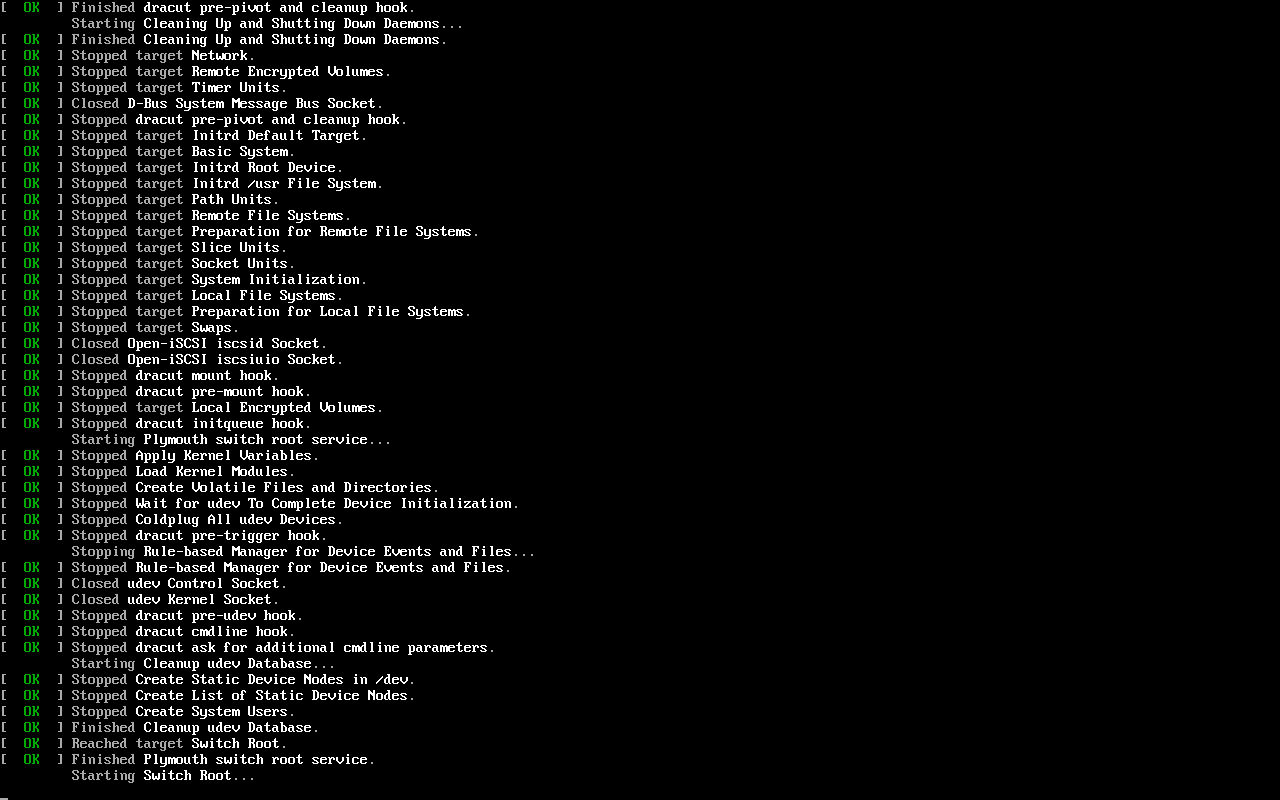 [  OK  ] Finished dracut pre-pivot and cleanup hook.
         Starting Cleaning Up and Shutting Down Daemons...
[  OK  ] Finished Cleaning Up and Shutting Down Daemons.
[  OK  ] Stopped target Network.
[  OK  ] Stopped target Remote Encrypted Volumes.
[  OK  ] Stopped target Timer Units.
[  OK  ] Closed D-Bus System Message Bus Socket.
[  OK  ] Stopped dracut pre-pivot and cleanup hook.
[  OK  ] Stopped target Initrd Default Target.
[  OK  ] Stopped target Basic System.
[  OK  ] Stopped target Initrd Root Device.
[  OK  ] Stopped target Initrd /usr File System.
[  OK  ] Stopped target Path Units.
[  OK  ] Stopped target Remote File Systems.
[  OK  ] Stopped target Preparation for Remote File Systems.
[  OK  ] Stopped target Slice Units.
[  OK  ] Stopped target Socket Units.
[  OK  ] Stopped target System Initialization.
[  OK  ] Stopped target Local File Systems.
[  OK  ] Stopped target Preparation for Local File Systems.
[  OK  ] Stopped target Swaps.
[  OK  ] Closed Open-iSCSI iscsid Socket.
[  OK  ] Closed Open-iSCSI iscsiuio Socket.
[  OK  ] Stopped dracut mount hook.
[  OK  ] Stopped dracut pre-mount hook.
[  OK  ] Stopped target Local Encrypted Volumes.
[  OK  ] Stopped dracut initqueue hook.
         Starting Plymouth switch root service...
[  OK  ] Stopped Apply Kernel Variables.
[  OK  ] Stopped Load Kernel Modules.
[  OK  ] Stopped Create Volatile Files and Directories.
[  OK  ] Stopped Wait for udev To Complete Device Initialization.
[  OK  ] Stopped Coldplug All udev Devices.
[  OK  ] Stopped dracut pre-trigger hook.
         Stopping Rule-based Manager for Device Events and Files...
[  OK  ] Stopped Rule-based Manager for Device Events and Files.
[  OK  ] Closed udev Control Socket.
[  OK  ] Closed udev Kernel Socket.
[  OK  ] Stopped dracut pre-udev hook.
[  OK  ] Stopped dracut cmdline hook.
[  OK  ] Stopped dracut ask for additional cmdline parameters.
         Starting Cleanup udev Database...
[  OK  ] Stopped Create Static Device Nodes in /dev.
[  OK  ] Stopped Create List of Static Device Nodes.
[  OK  ] Stopped Create System Users.
[  OK  ] Finished Cleanup udev Database.
[  OK  ] Reached target Switch Root.
[  OK  ] Finished Plymouth switch root service.
         Starting Switch Root...